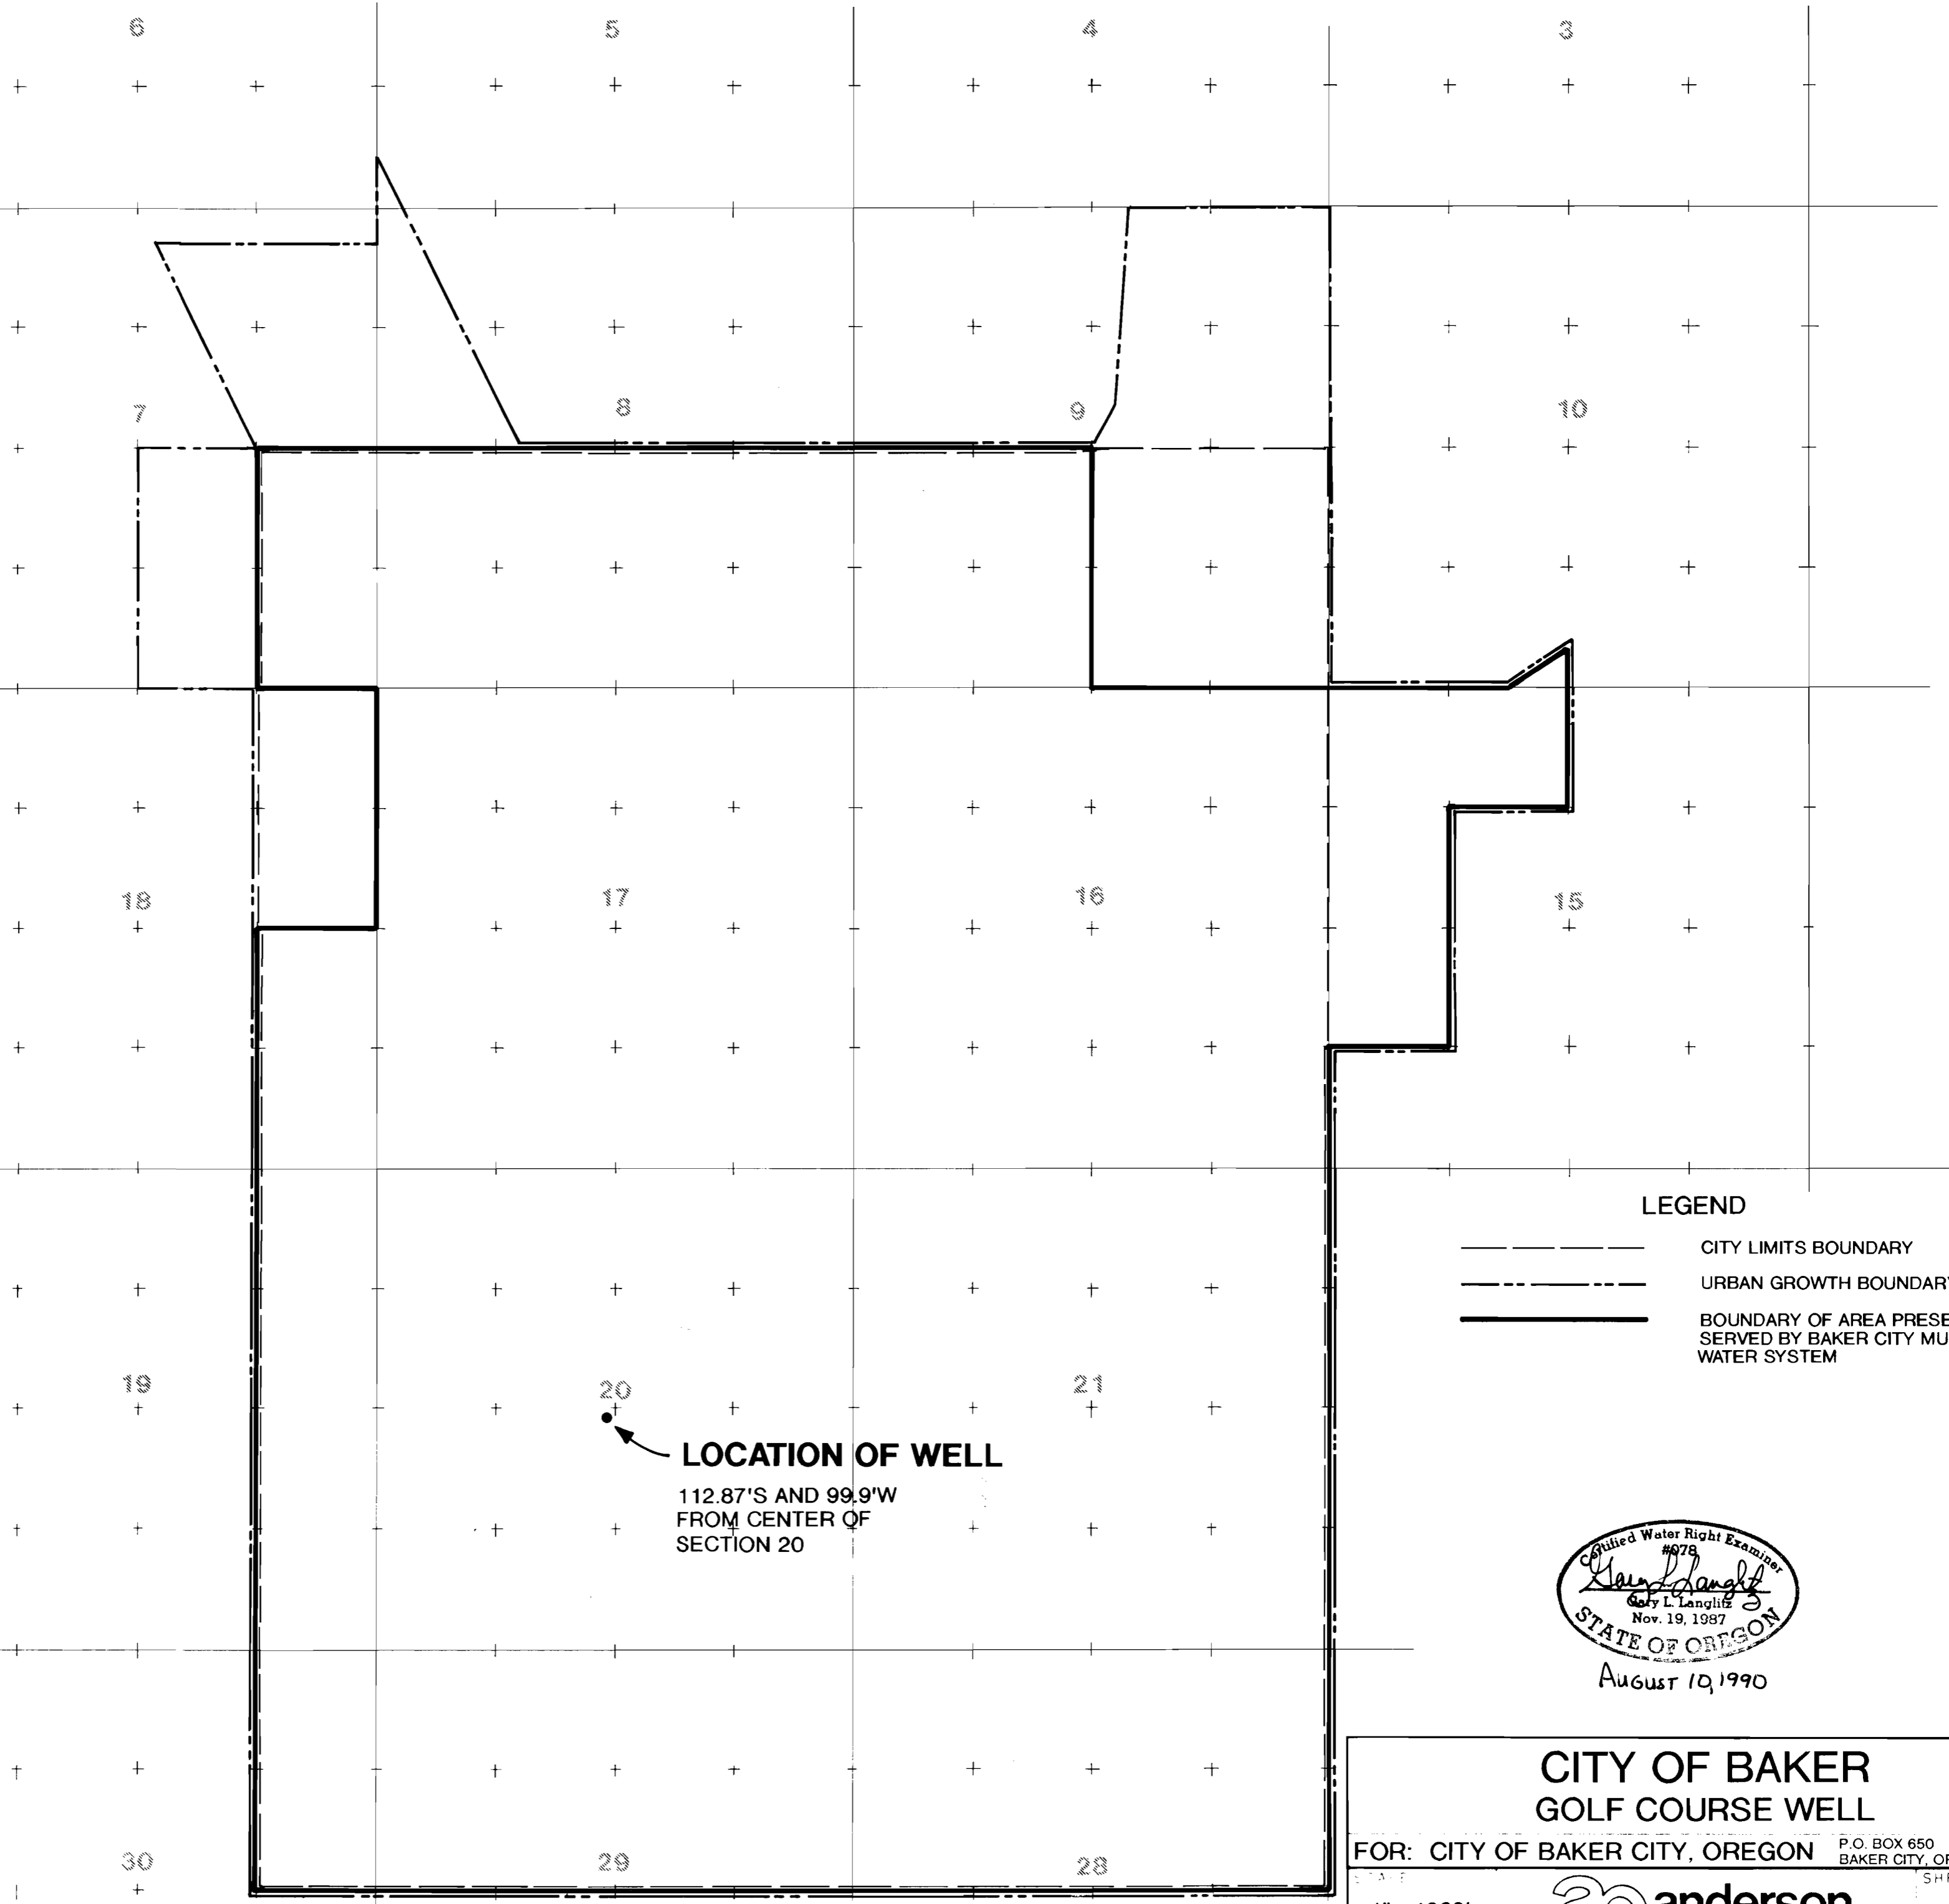 6 5 4 3
7 8 9 10
18 17 16 15
LEGEND
CITY LIMITS BOUNDARY
URBAN GROWTH BOUNDARY
BOUNDARY OF AREA
SERVED BY BAKER CITY
WATER SYSTEM
19 20 21
LOCATION OF WELL
112.87'S AND 99.9'W
FROM CENTER OF
SECTION 20
Certified Water Right Examiner
#078
Gary L. Langlitz
Nov. 19, 1987
STATE OF OREGON
AUGUST 10, 1990
CITY OF BAKER
GOLF COURSE WELL
FOR: CITY OF BAKER CITY, OREGON
P.O. BOX 650
BAKER CITY,
30 29 28
anderson